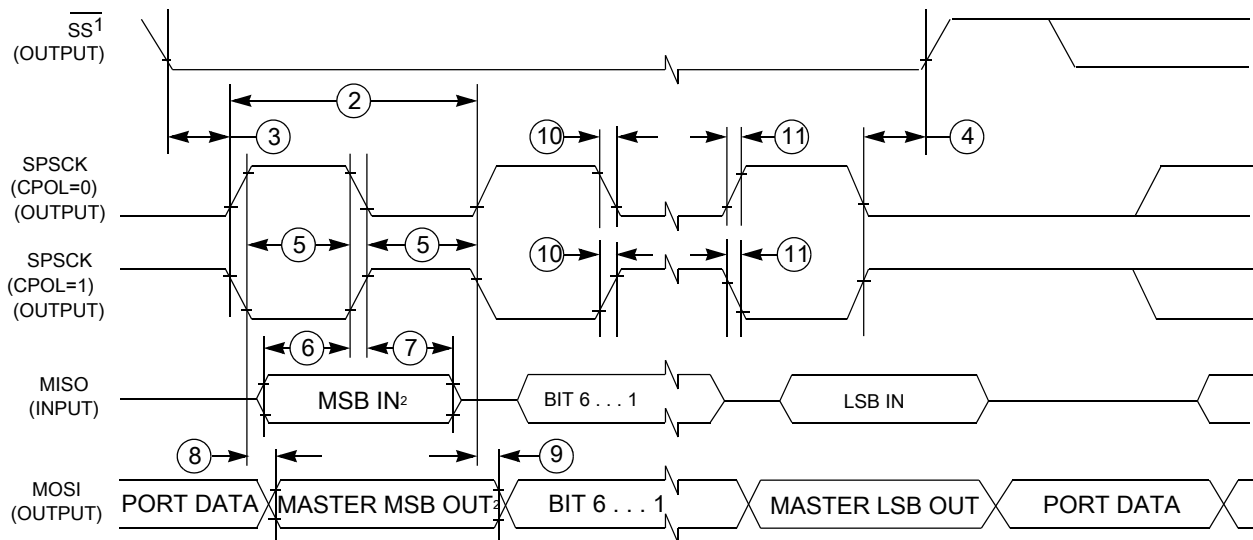 SS1
(OUTPUT)
2
3
10
11
4
SPSCK
(CPOL=0)
(OUTPUT)
5
5
SPSCK
(CPOL=1)
(OUTPUT)
10
11
6
7
MISO
(INPUT)
MSB IN2
BIT 6 . . . 1
LSB IN
8
9
MOSI
(OUTPUT)
PORT DATA
MASTER MSB OUT2
BIT 6 . . . 1
MASTER LSB OUT
PORT DATA